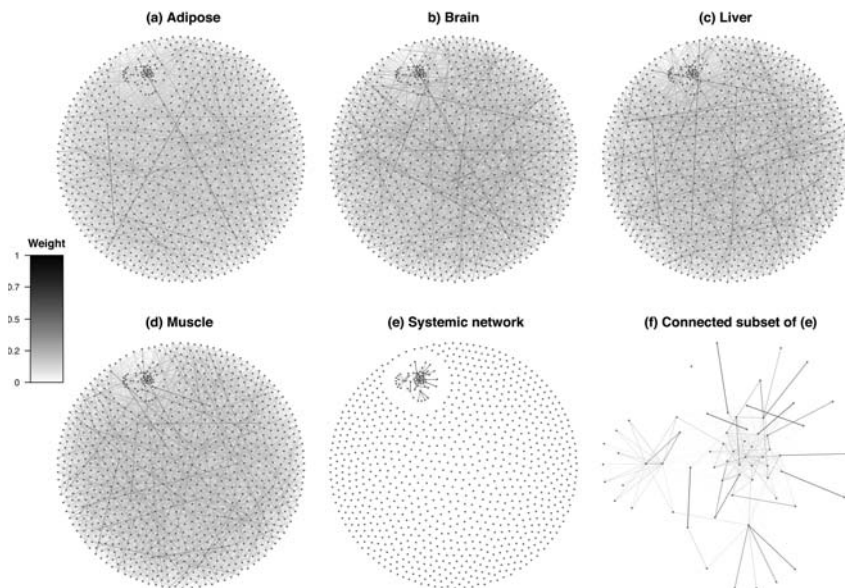 (a) Adipose
b) Brain
(c) Liver
Weight
1
0.7
0.5
0.2
0
(d) Muscle
(e) Systemic network
(f) Connected subset of (e)